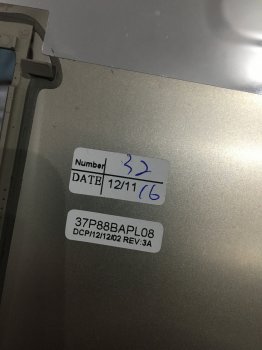 Number 32
DATE 12/11 16
37P88BAPL08
DCP/12/12/02 REV:3A